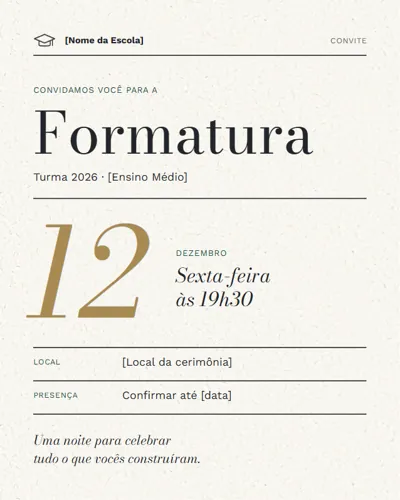 [Nome da Escola]
CONVITE
CONVIDAMOS VOCÊ PARA A
Formatura
Turma 2026 · [Ensino Médio]
12
DEZEMBRO
Sexta-feira
às 19h30
LOCAL
[Local da cerimônia]
PRESENÇA
Confirmar até [data]
Uma noite para celebrar
tudo o que vocês construíram.